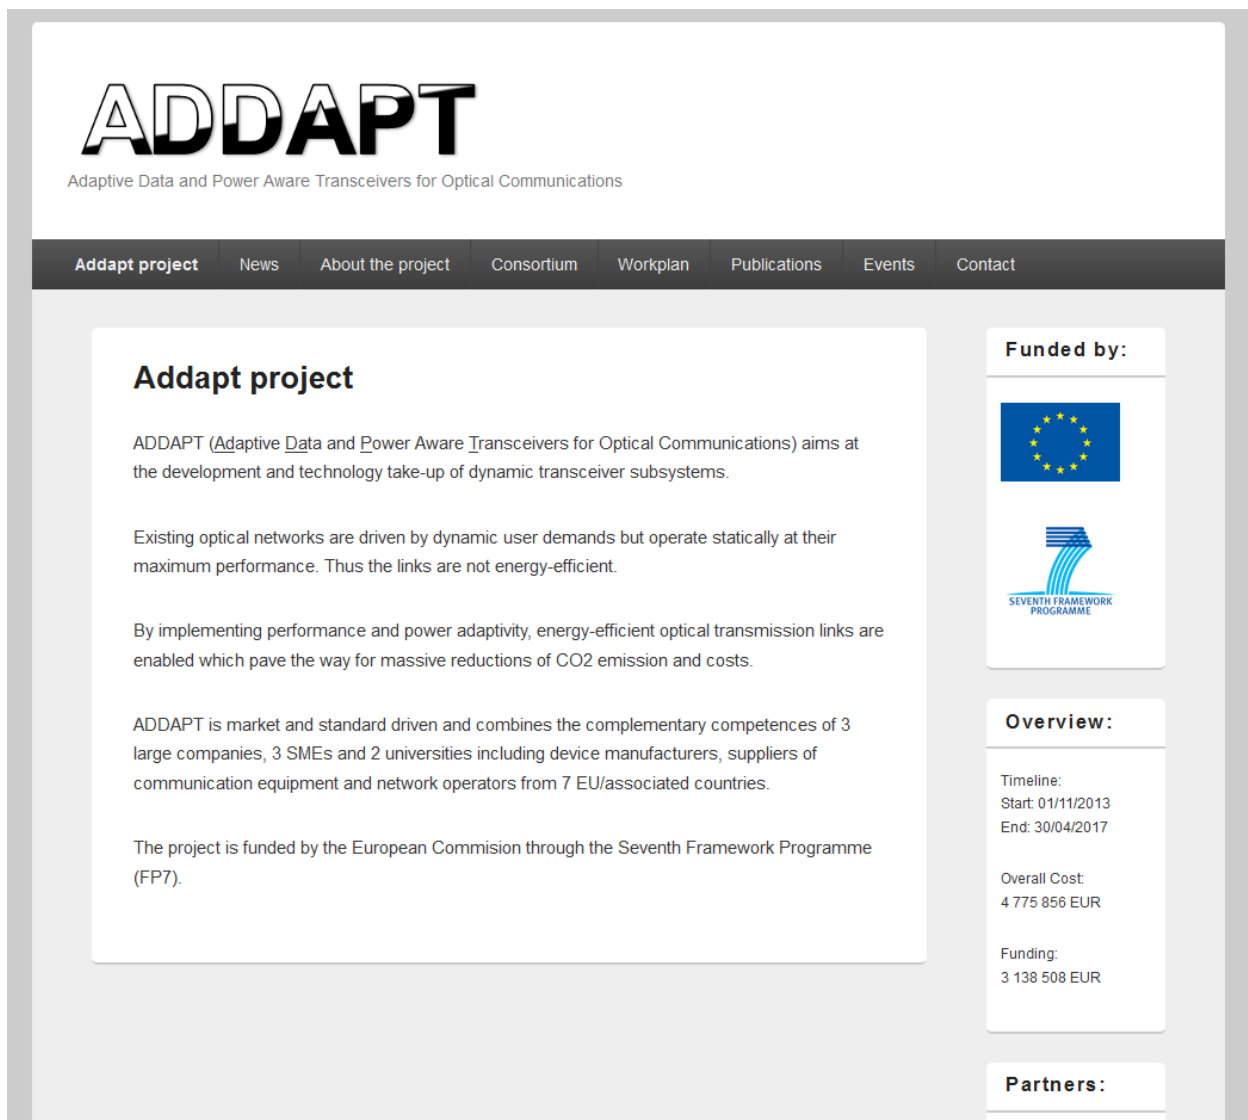 ADDAPT
Adaptive Data and Power Aware Transceivers for Optical Communications
Addapt project News About the project Consortium Workplan Publications Events Contact
Addapt project
ADDAPT (Adaptive Data and Power Aware Transceivers for Optical Communications) aims at
the development and technology take-up of dynamic transceiver subsystems.
Existing optical networks are driven by dynamic user demands but operate statically at their
maximum performance. Thus the links are not energy-efficient.
By implementing performance and power adaptivity, energy-efficient optical transmission links are
enabled which pave the way for massive reductions of CO2 emission and costs.
ADDAPT is market and standard driven and combines the complementary competences of 3
large companies, 3 SMEs and 2 universities including device manufacturers, suppliers of
communication equipment and network operators from 7 EU/associated countries.
The project is funded by the European Commision through the Seventh Framework Programme
(FP7).
Funded by:
SEVENTH FRAMEWORK
PROGRAMME
Overview:
Timeline:
Start: 01/11/2013
End: 30/04/2017
Overall Cost:
4 775 856 EUR
Funding:
3 138 508 EUR
Partners: